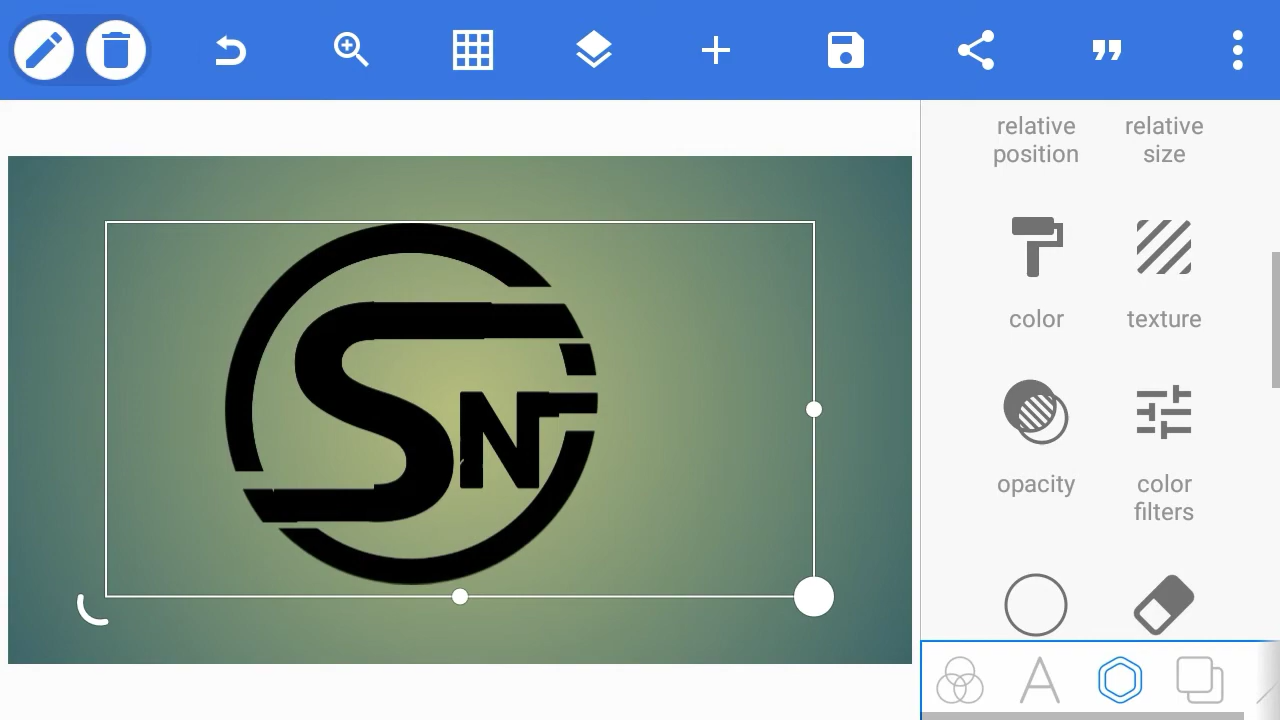 relative position
relative size
color
texture
SN
opacity
color filters